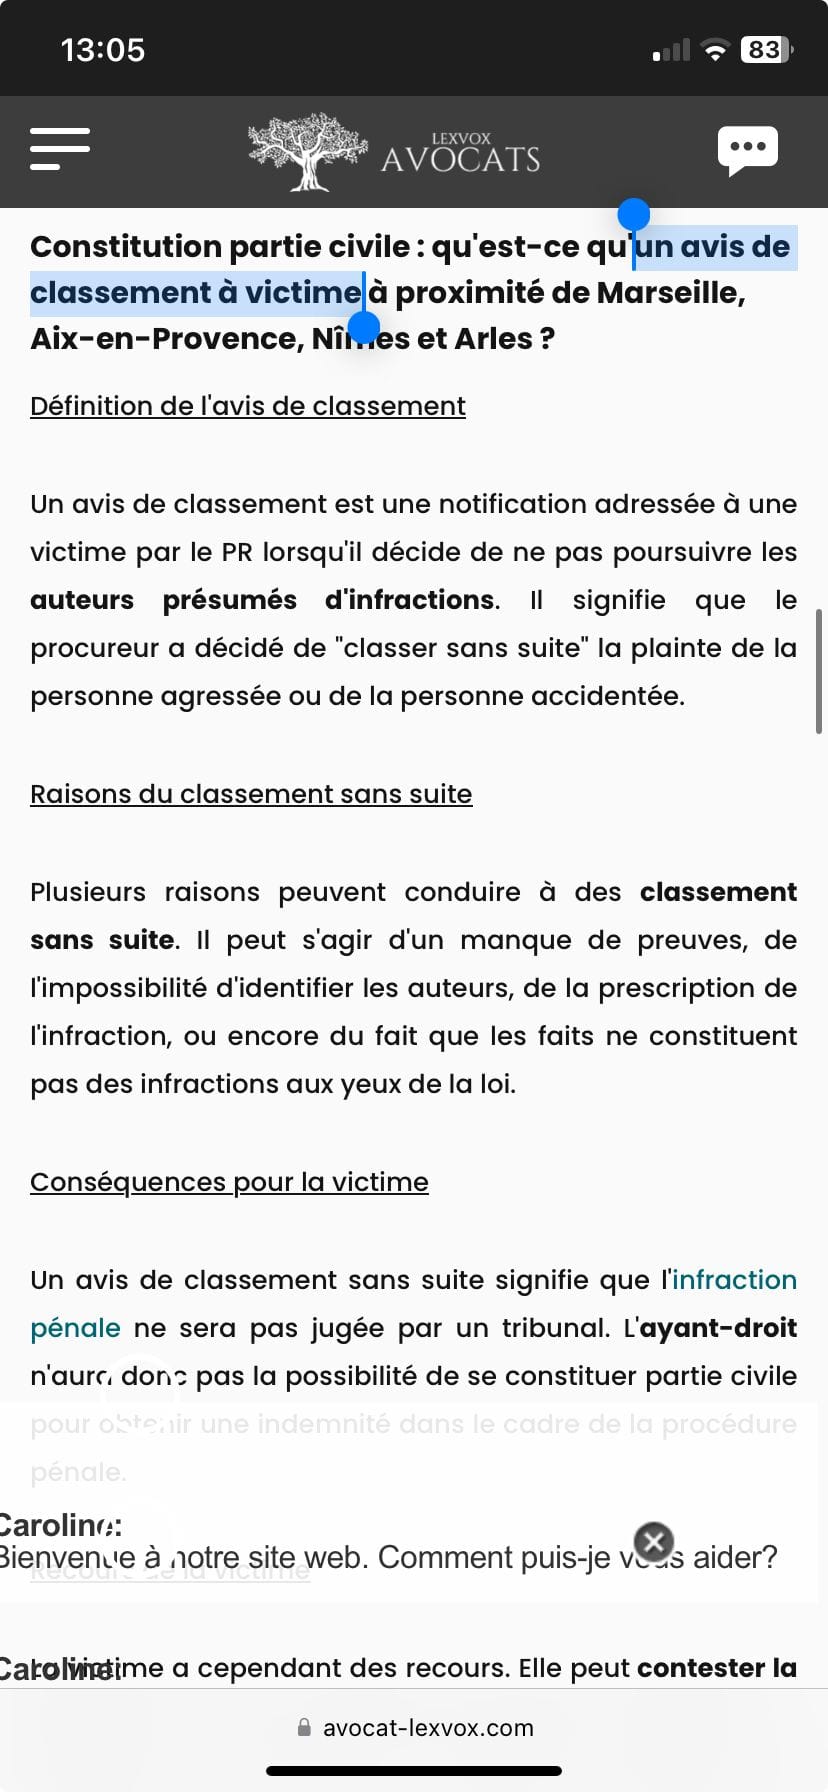 13:05
83
LEXVOX
AVOCATS
Constitution partie civile : qu'est-ce qu'un avis de
classement à victime à proximité de Marseille,
Aix-en-Provence, Nîmes et Arles ?
Définition de l'avis de classement
Un avis de classement est une notification adressée à une
victime par le PR lorsqu'il décide de ne pas poursuivre les
auteurs présumés d'infractions. Il signifie que le
procureur a décidé de "classer sans suite" la plainte de la
personne agressée ou de la personne accidentée.
Raisons du classement sans suite
Plusieurs raisons peuvent conduire à des classement
sans suite. Il peut s'agir d'un manque de preuves, de
l'impossibilité d'identifier les auteurs, de la prescription de
l'infraction, ou encore du fait que les faits ne constituent
pas des infractions aux yeux de la loi.
Conséquences pour la victime
Un avis de classement sans suite signifie que l'infraction
pénale ne sera pas jugée par un tribunal. L'ayant-droit
n'aura donc pas la possibilité de se constituer partie civile
pour obtenir une indemnité dans le cadre de la procédure
pénale.
Caroline:
Bienvenue à notre site web. Comment puis-je vous aider?
Recours de la victime
Caroline:
La victime a cependant des recours. Elle peut contester la
avocat-lexvox.com